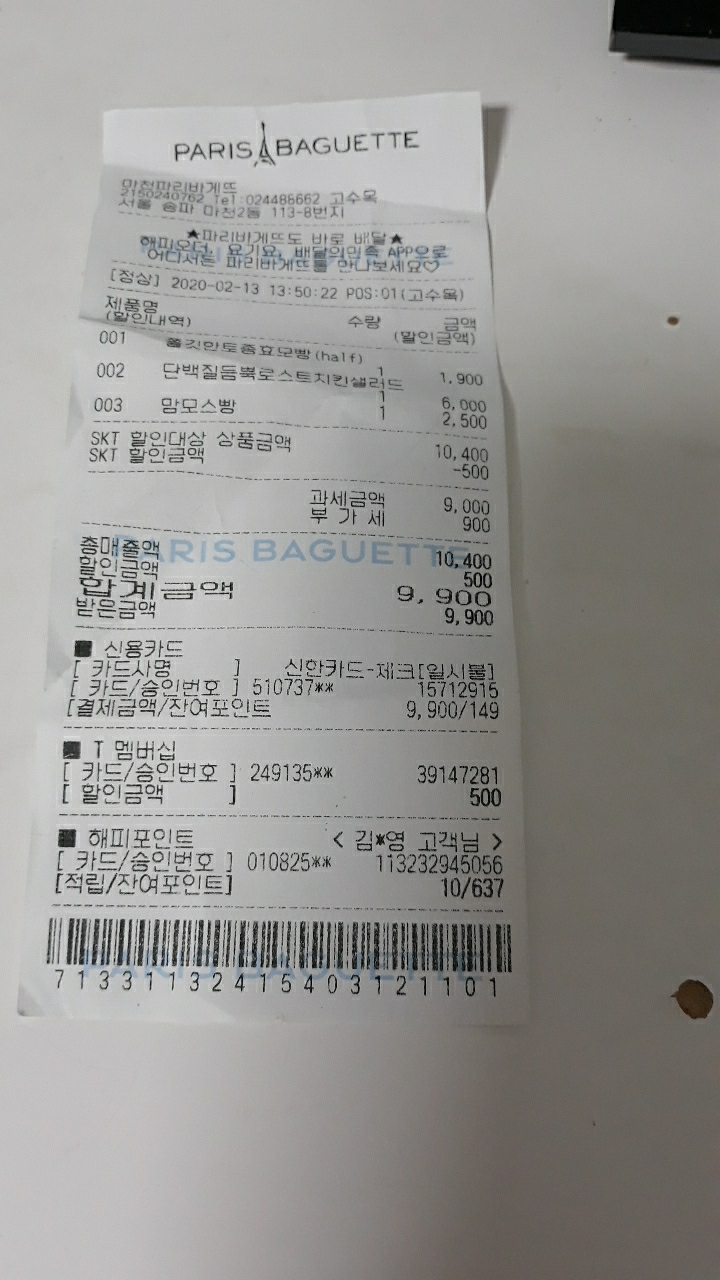 PARIS BAGUETTE
마천파리바게뜨
2150240762 Tel:024486662 고수목
서울 송파 마천2동 113-8번지
★파리바게뜨도 바로 배달★
해피오더, 요기요, 배달의민족 APP으로
어디서든 파리바게뜨를 만나보세요♡
[정상] 2020-02-13 13:50:22 POS:01(고수목)
제품명 수량 금액
(할인내역) (할인금액)
001 쫄깃한토종효모빵(half)
1 1,900
002 단백질듬뿍로스트치킨샐러드
1 6,000
003 맘모스빵 1 2,500
SKT 할인대상 상품금액 10,400
SKT 할인금액 -500
과세금액 9,000
부 가 세 900
총매출액 10,400
할인금액 500
합계금액 9,900
받은금액 9,900
■ 신용카드
[ 카드사명 ] 신한카드-체크[일시불]
[ 카드/승인번호 ] 510737** 15712915
[결제금액/잔여포인트 9,900/149
■ T 멤버십
[ 카드/승인번호 ] 249135** 39147281
[ 할인금액 ] 500
■ 해피포인트 < 김*영 고객님 >
[ 카드/승인번호 ] 010825** 113232945056
[적립/잔여포인트] 10/637
71331132415403121101
PARIS BAGUETTE